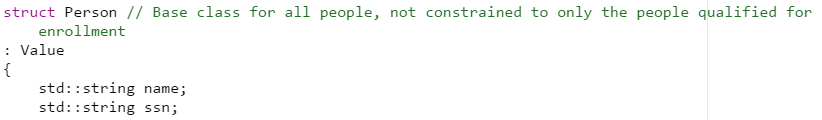 struct Person // Base class for all people, not constrained to only the people qualified for
enrollment
: Value
{
std::string name;
std::string ssn;